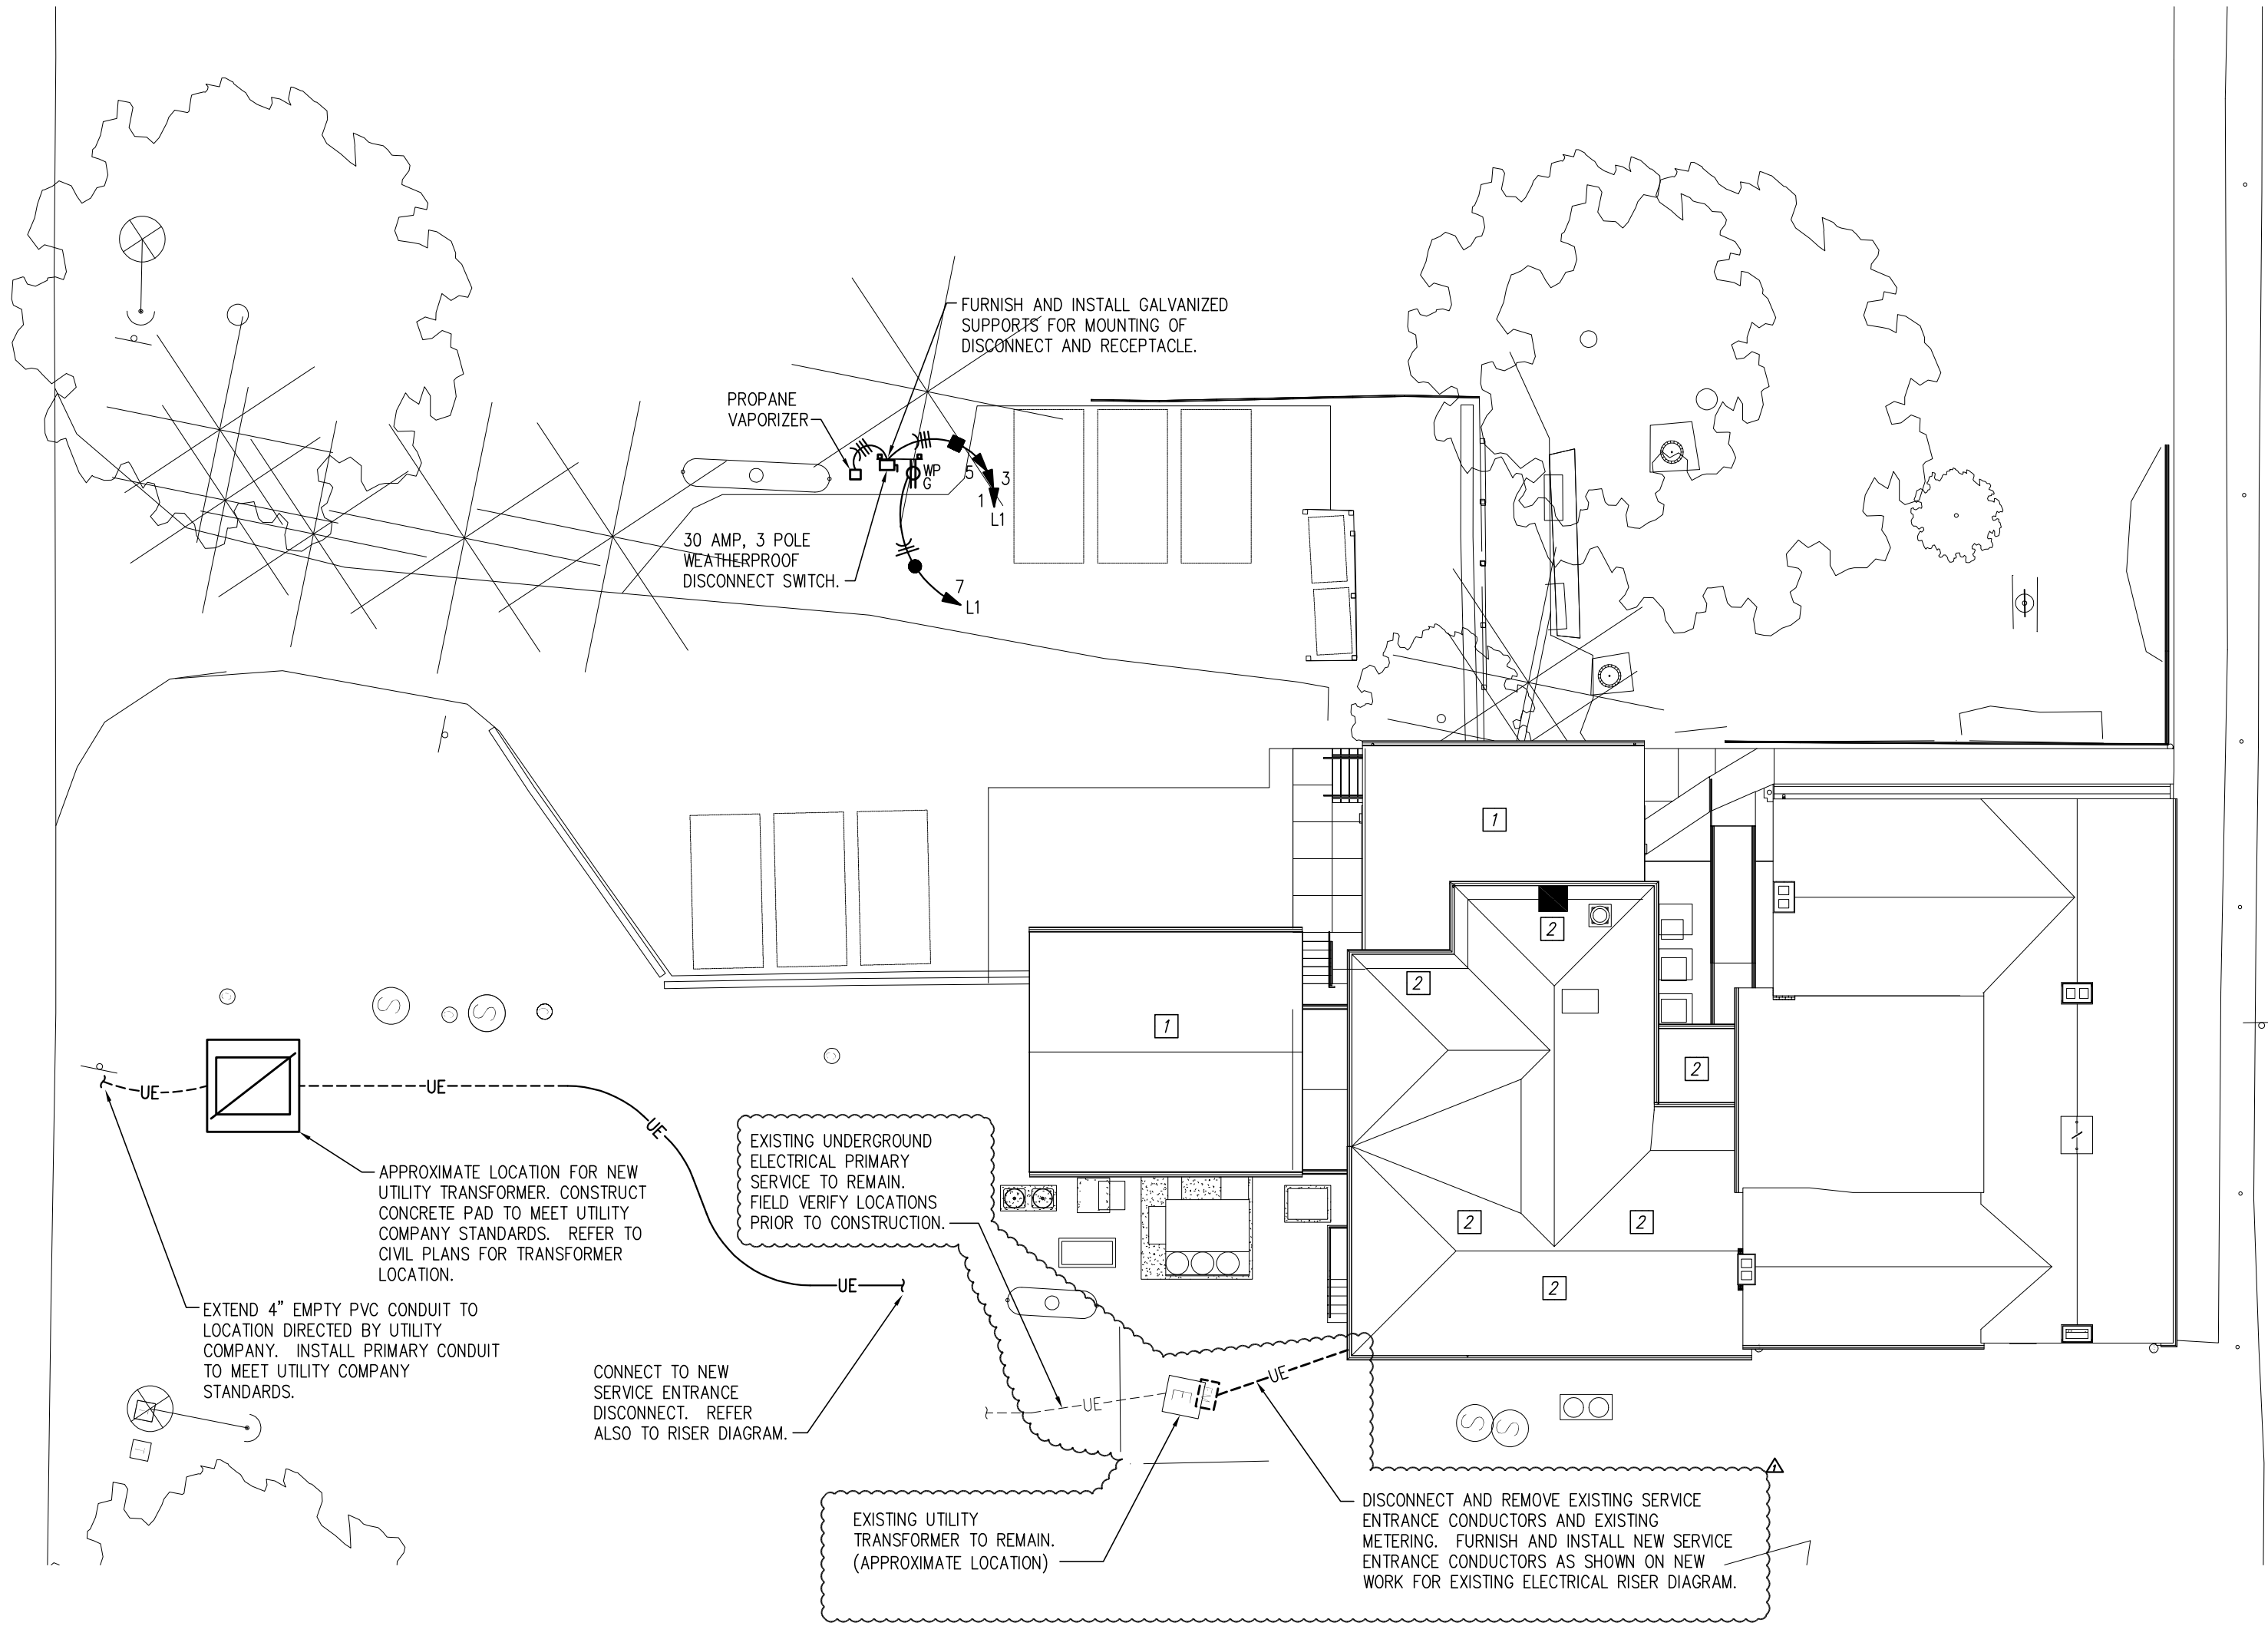 FURNISH AND INSTALL GALVANIZED
SUPPORTS FOR MOUNTING OF
DISCONNECT AND RECEPTACLE.
PROPANE
VAPORIZER
WP
G
5
3
1
L1
30 AMP, 3 POLE
WEATHERPROOF
DISCONNECT SWITCH.
7
L1
1
2
2
1
2
2
2
2
S
S
UE
UE
UE
UE
APPROXIMATE LOCATION FOR NEW
UTILITY TRANSFORMER. CONSTRUCT
CONCRETE PAD TO MEET UTILITY
COMPANY STANDARDS. REFER TO
CIVIL PLANS FOR TRANSFORMER
LOCATION.
EXTEND 4" EMPTY PVC CONDUIT TO
LOCATION DIRECTED BY UTILITY
COMPANY. INSTALL PRIMARY CONDUIT
TO MEET UTILITY COMPANY
STANDARDS.
EXISTING UNDERGROUND
ELECTRICAL PRIMARY
SERVICE TO REMAIN.
FIELD VERIFY LOCATIONS
PRIOR TO CONSTRUCTION.
CONNECT TO NEW
SERVICE ENTRANCE
DISCONNECT. REFER
ALSO TO RISER DIAGRAM.
UE
E
UE
S
S
T
1
EXISTING UTILITY
TRANSFORMER TO REMAIN.
(APPROXIMATE LOCATION)
DISCONNECT AND REMOVE EXISTING SERVICE
ENTRANCE CONDUCTORS AND EXISTING
METERING. FURNISH AND INSTALL NEW SERVICE
ENTRANCE CONDUCTORS AS SHOWN ON NEW
WORK FOR EXISTING ELECTRICAL RISER DIAGRAM.